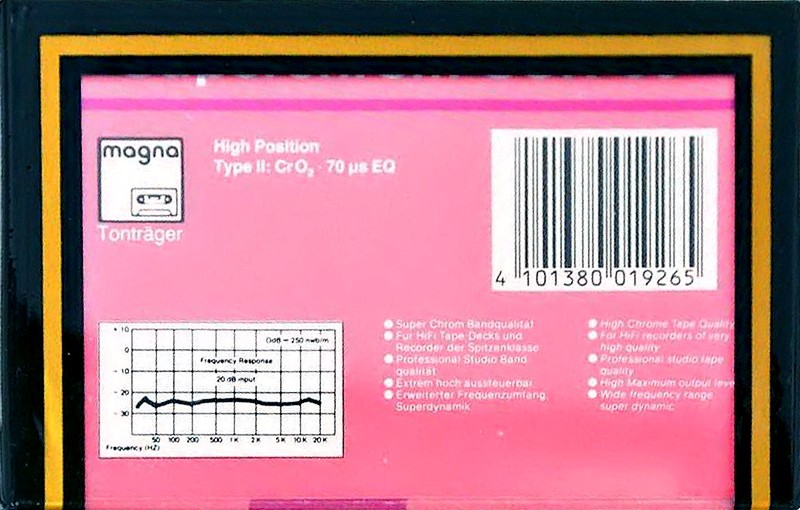 magna
Tonträger
High Position
Type II: CrO₂ · 70 µs EQ
4 101380 019265
+ 10
0
- 10
- 20
- 30
OdB = 250 nwb/m
Frequency Response
20 dB input
50 100 200 500 1K 2K 5K 10K 20K
Frequency (HZ)
Super Chrom Bandqualität
Für HiFi Tape Decks und
Recorder der Spitzenklasse
Professional Studio Band
qualität
Extrem hoch aussteuerbar
Erweiterter Frequenzumfang,
Superdynamik
High Chrome Tape Quality
For HiFi recorders of very
high quality
Professional studio tape
quality
High Maximum output leve
Wide frequency range
super dynamic